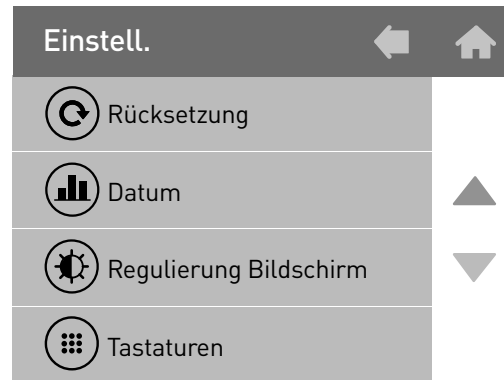 Einstell.
Rücksetzung
Datum
Regulierung Bildschirm
Tastaturen